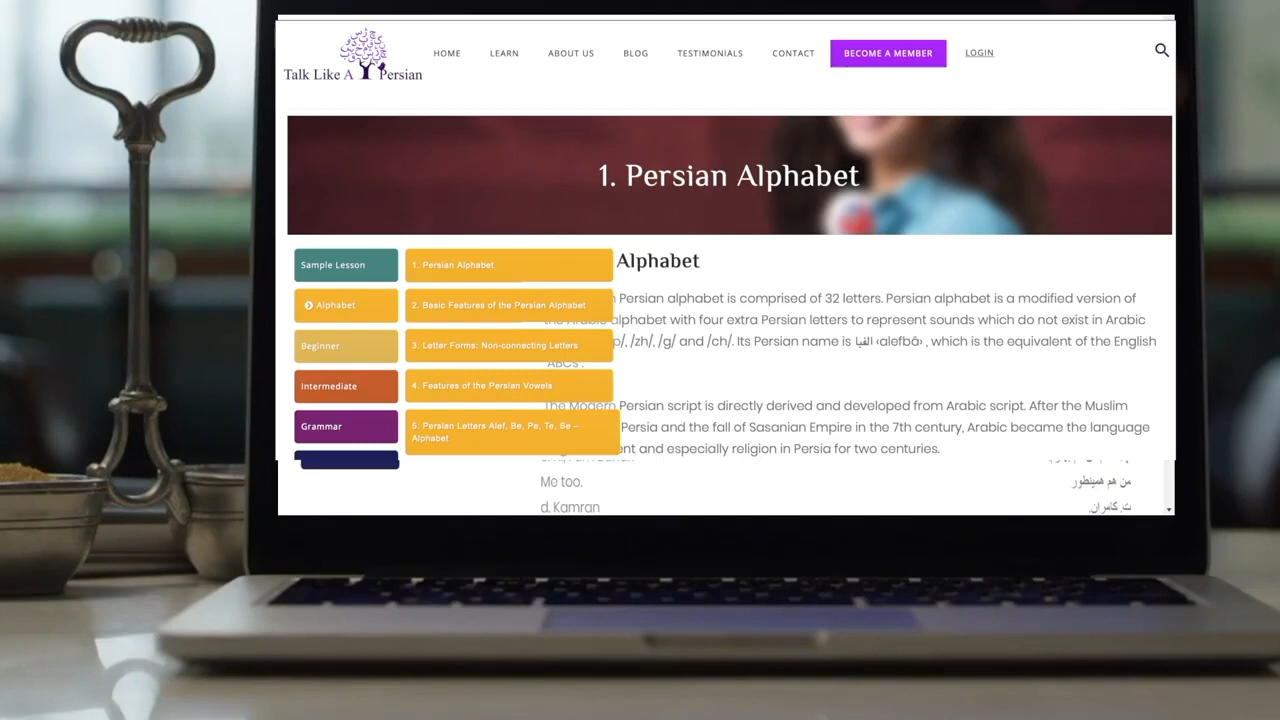 Talk Like A Persian
HOME LEARN ABOUT US BLOG TESTIMONIALS CONTACT BECOME A MEMBER LOGIN
1. Persian Alphabet
Sample Lesson
Alphabet
Beginner
Intermediate
Grammar
1. Persian Alphabet
2. Basic Features of the Persian Alphabet
3. Letter Forms: Non-connecting Letters
4. Features of the Persian Vowels
5. Persian Letters Alef, Be, Pe, Te, Se –
Alphabet
Alphabet
Persian alphabet is comprised of 32 letters. Persian alphabet is a modified version of
alphabet with four extra Persian letters to represent sounds which do not exist in Arabic
/zh/, /g/ and /ch/. Its Persian name is الفبا ‹alefbá› , which is the equivalent of the English
ABCs .
The Modern Persian script is directly derived and developed from Arabic script. After the Muslim
Persia and the fall of Sasanian Empire in the 7th century, Arabic became the language
and especially religion in Persia for two centuries.
Me too. من هم همینطور
d. Kamran ت. کامران.